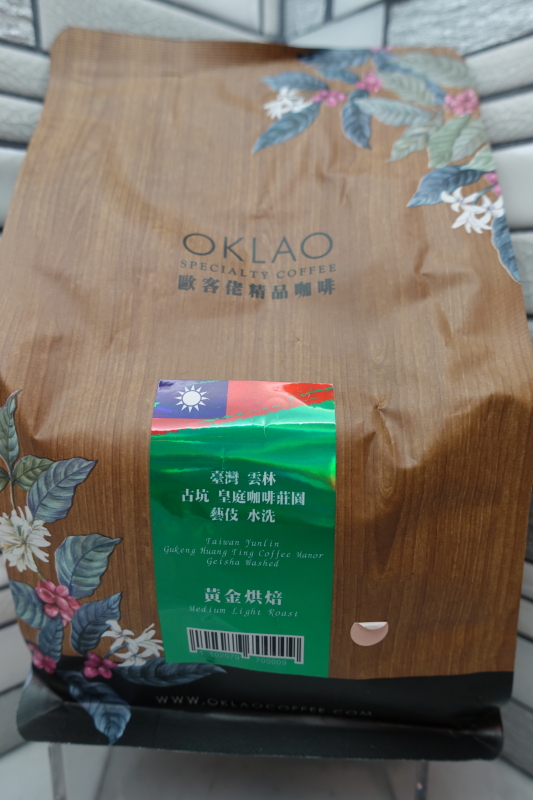 OKLAO
SPECIALTY COFFEE
歐客佬精品咖啡
臺灣 雲林
古坑 皇庭咖啡莊園
藝伎 水洗
Taiwan Yunlin
Gukeng Huang Ting Coffee Manor
Geisha Washed
黃金烘焙
Medium Light Roast
WWW.OKLAOCOFFEE.COM